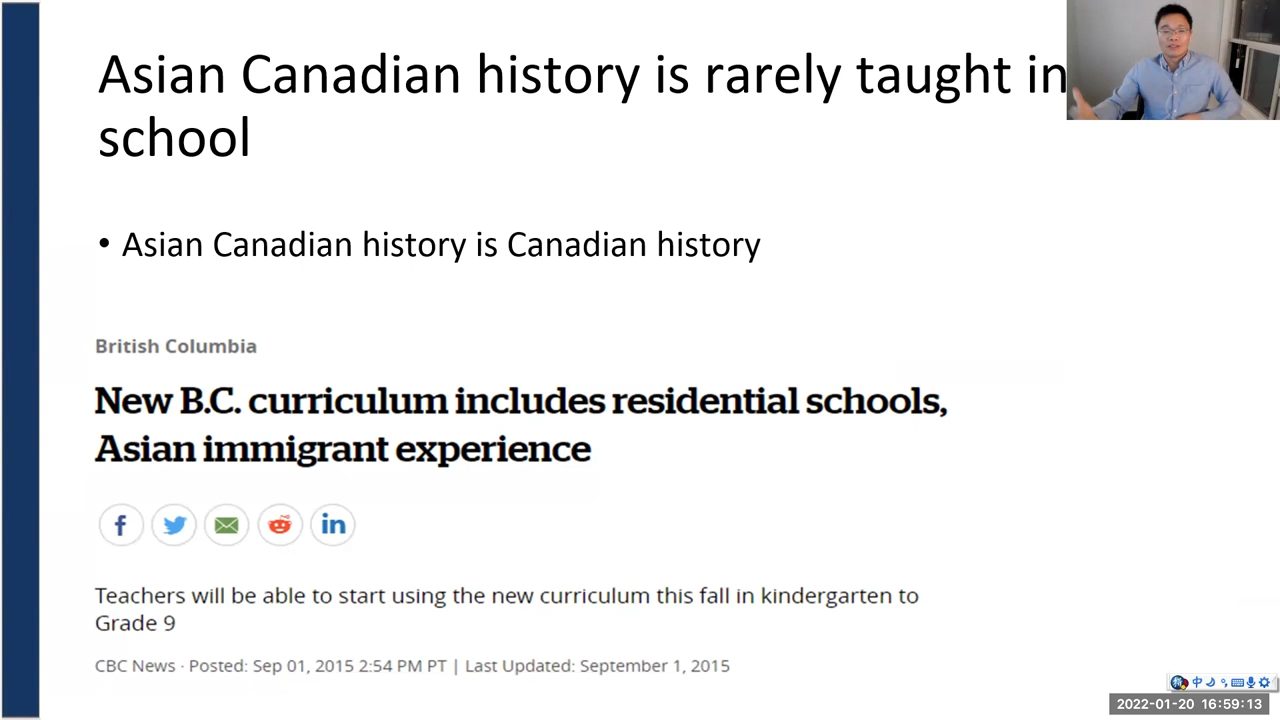 Asian Canadian history is rarely taught in
school
• Asian Canadian history is Canadian history
British Columbia
New B.C. curriculum includes residential schools,
Asian immigrant experience
Teachers will be able to start using the new curriculum this fall in kindergarten to
Grade 9
CBC News · Posted: Sep 01, 2015 2:54 PM PT | Last Updated: September 1, 2015
中
2022-01-20 16:59:13